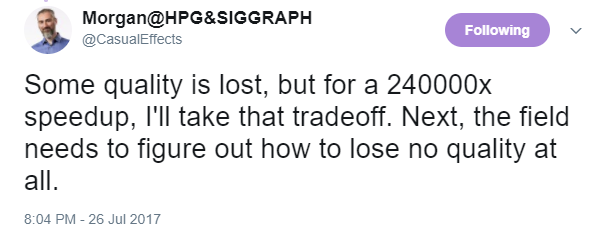 Morgan@HPG&SIGGRAPH
@CasualEffects
Following
Some quality is lost, but for a 240000x
speedup, I'll take that tradeoff. Next, the field
needs to figure out how to lose no quality at
all.
8:04 PM - 26 Jul 2017